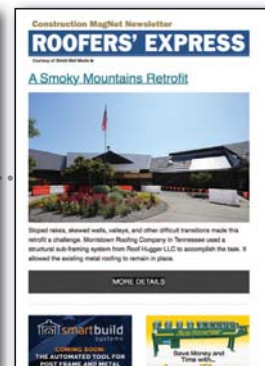 Construction MagNet Newsletter
ROOFERS' EXPRESS
Courtesy of Shield Wall Media
A Smoky Mountains Retrofit
Sloped rakes, skewed walls, valleys, and other difficult transitions made this
retrofit a challenge. Morristown Roofing Company in Tennessee used a
structural sub-framing system from Roof Hugger LLC to accomplish the task. It
allowed the existing metal roofing to remain in place.
MORE DETAILS
smartbuild
systems
COMING SOON:
THE AUTOMATED TOOL FOR
POST FRAME AND METAL
Save Money and
Time with...